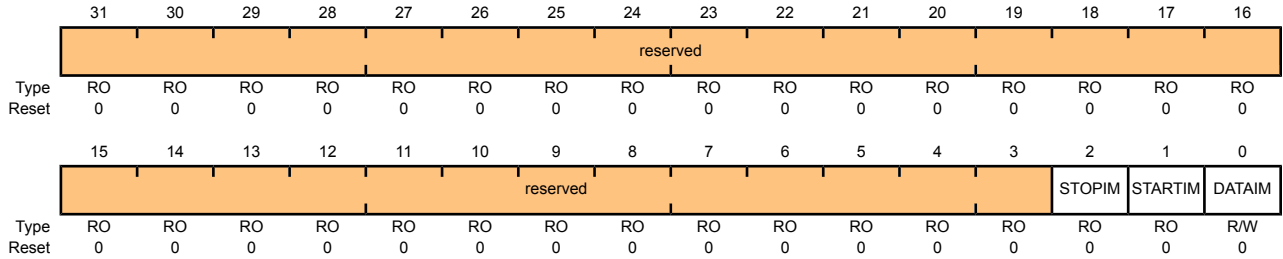 31 30 29 28 27 26 25 24 23 22 21 20 19 18 17 16
reserved
Type RO RO RO RO RO RO RO RO RO RO RO RO RO RO RO RO
Reset 0 0 0 0 0 0 0 0 0 0 0 0 0 0 0 0
15 14 13 12 11 10 9 8 7 6 5 4 3 2 1 0
reserved STOPIM STARTIM DATAIM
Type RO RO RO RO RO RO RO RO RO RO RO RO RO RO RO R/W
Reset 0 0 0 0 0 0 0 0 0 0 0 0 0 0 0 0